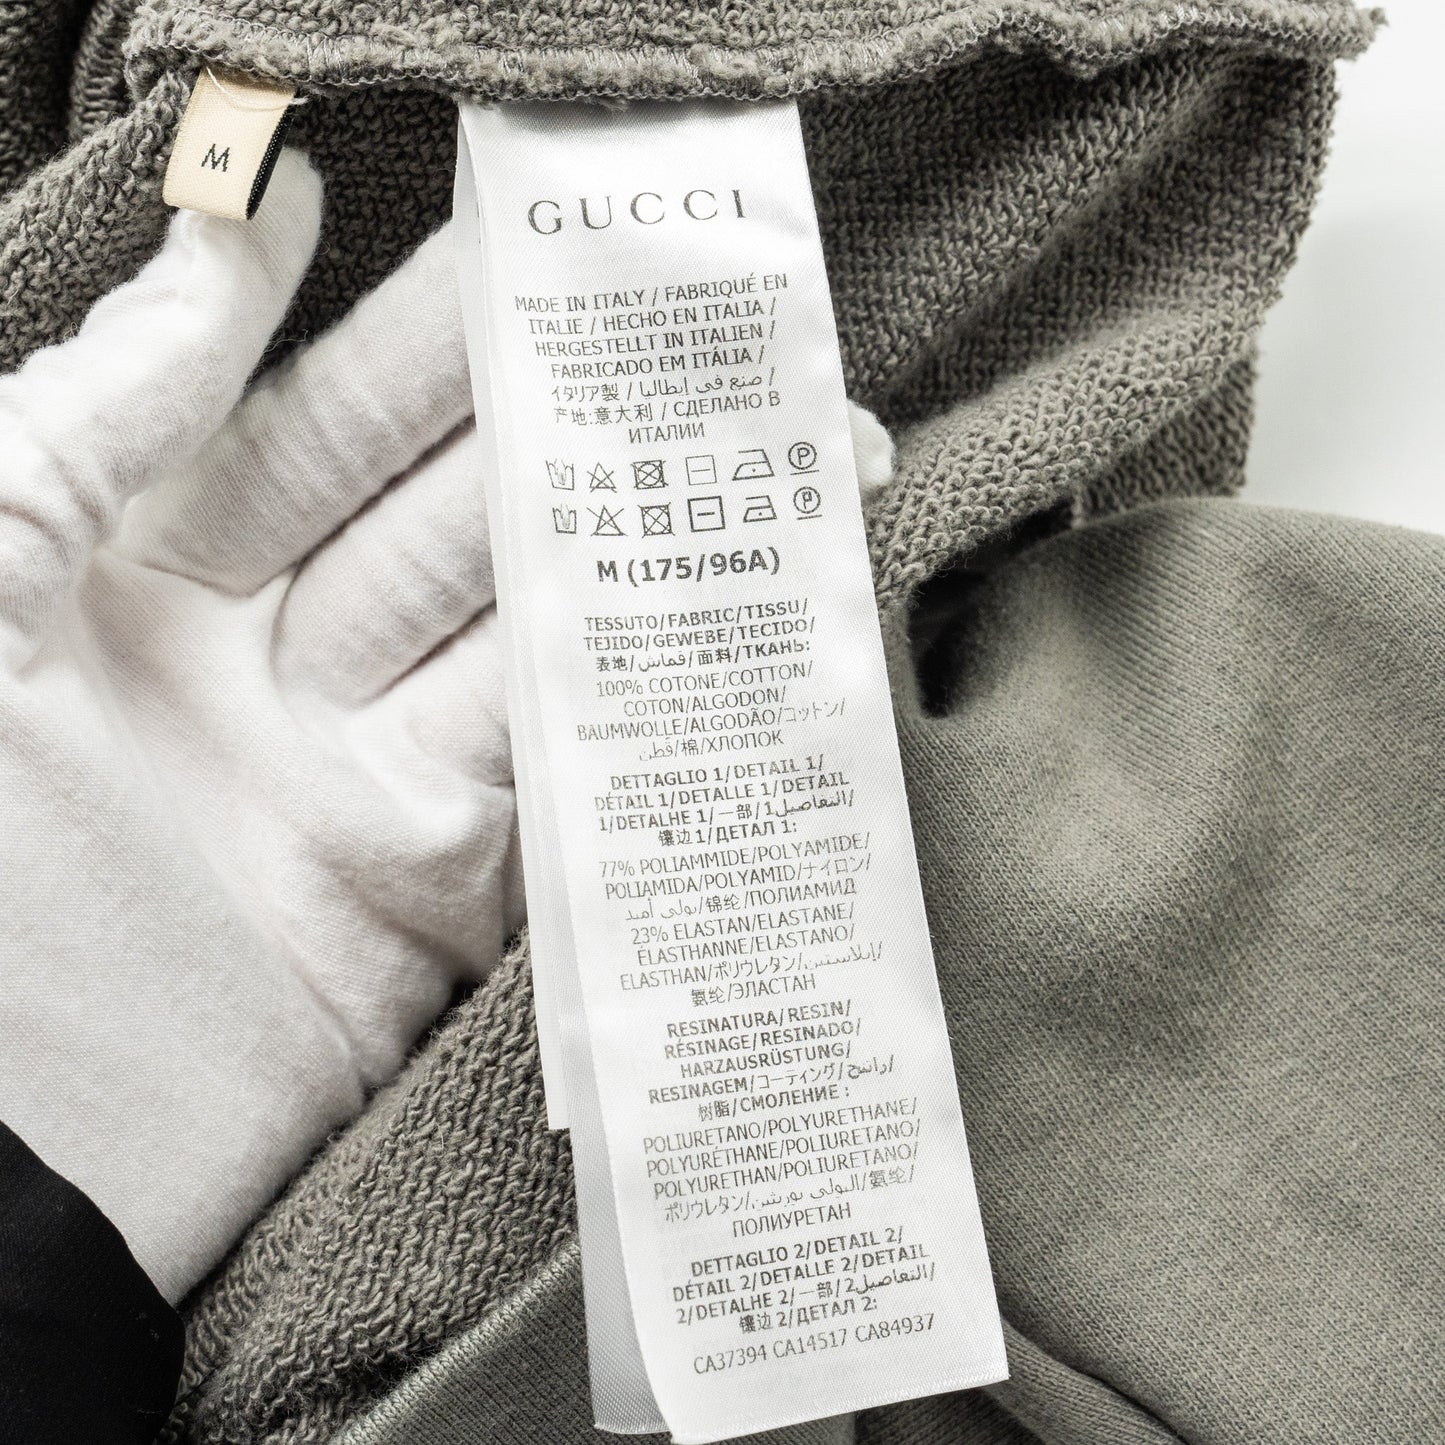 M
GUCCI
MADE IN ITALY / FABRIQUÉ EN
ITALIE / HECHO EN ITALIA /
HERGESTELLT IN ITALIEN /
FABRICADO EM ITÁLIA /
イタリア製 / صنع في إيطاليا /
产地:意大利 / СДЕЛАНО В
ИТАЛИИ
M (175/96A)
TESSUTO/FABRIC/TISSU/
TEJIDO/GEWEBE/TECIDO/
表地/قماش/面料/ТКАНЬ:
100% COTONE/COTTON/
COTON/ALGODON/
BAUMWOLLE/ALGODÃO/コットン/
قطن/棉/ХЛОПОК
DETTAGLIO 1/DETAIL 1/
DÉTAIL 1/DETALLE 1/DETAIL
1/DETALHE 1/一部/1التفاصيل/
镶边1/ДЕТАЛ 1:
77% POLIAMMIDE/POLYAMIDE/
POLIAMIDA/POLYAMID/ナイロン/
بولي أميد/锦纶/ПОЛИАМИД
23% ELASTAN/ELASTANE/
ÉLASTHANNE/ELASTANO/
ELASTHAN/ポリウレタン/إيلاستين/
氨纶/ЭЛАСТАН
RESINATURA/RESIN/
RÉSINAGE/RESINADO/
HARZAUSRÜSTUNG/
RESINAGEM/コーティング/راتنج/
树脂/СМОЛЕНИЕ :
POLIURETANO/POLYURETHANE/
POLYURÉTHANE/POLIURETANO/
POLYURETHAN/POLIURETANO/
ポリウレタン/البولي يوريثين/氨纶/
ПОЛИУРЕТАН
DETTAGLIO 2/DETAIL 2/
DÉTAIL 2/DETALLE 2/DETAIL
2/DETALHE 2/一部/2التفاصيل/
镶边2/ДЕТАЛ 2:
CA37394 CA14517 CA84937